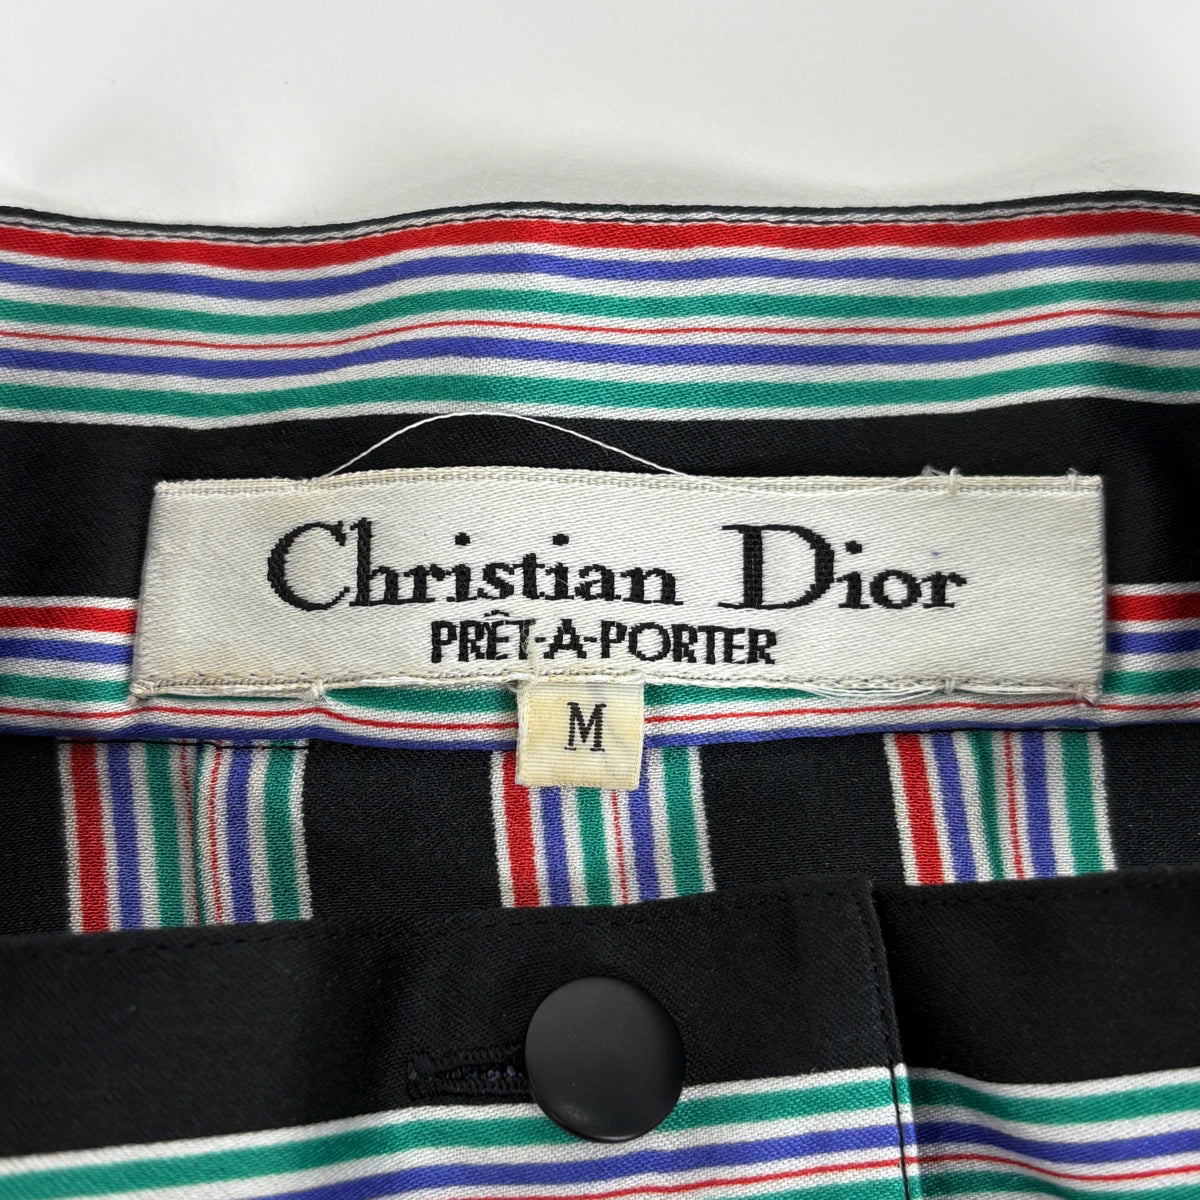 Christian Dior
PRÊT-A-PORTER
M